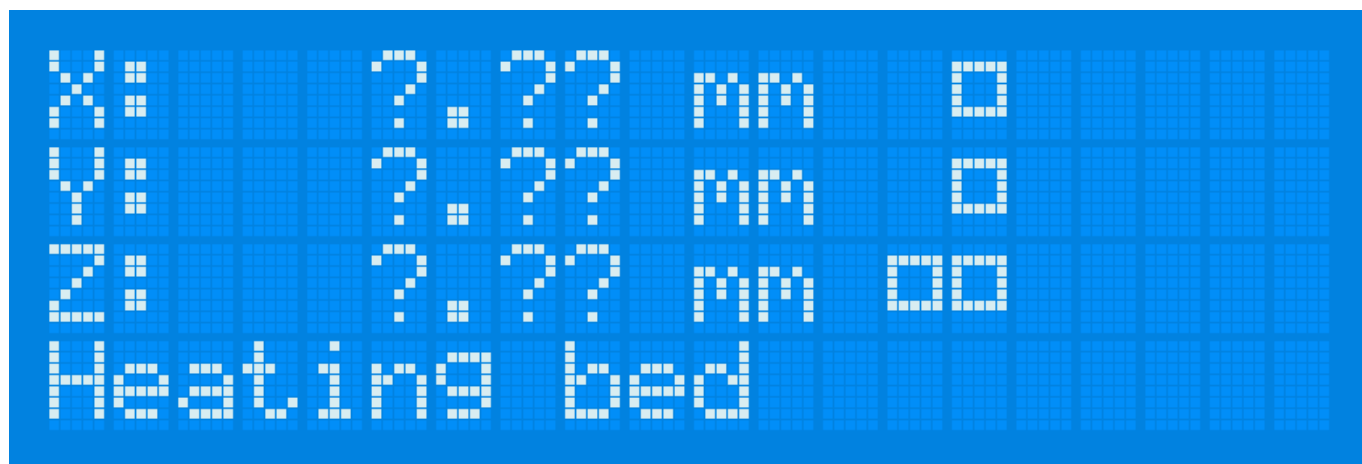 X: ?.?? mm □
Y: ?.?? mm □
Z: ?.?? mm □□
Heating bed